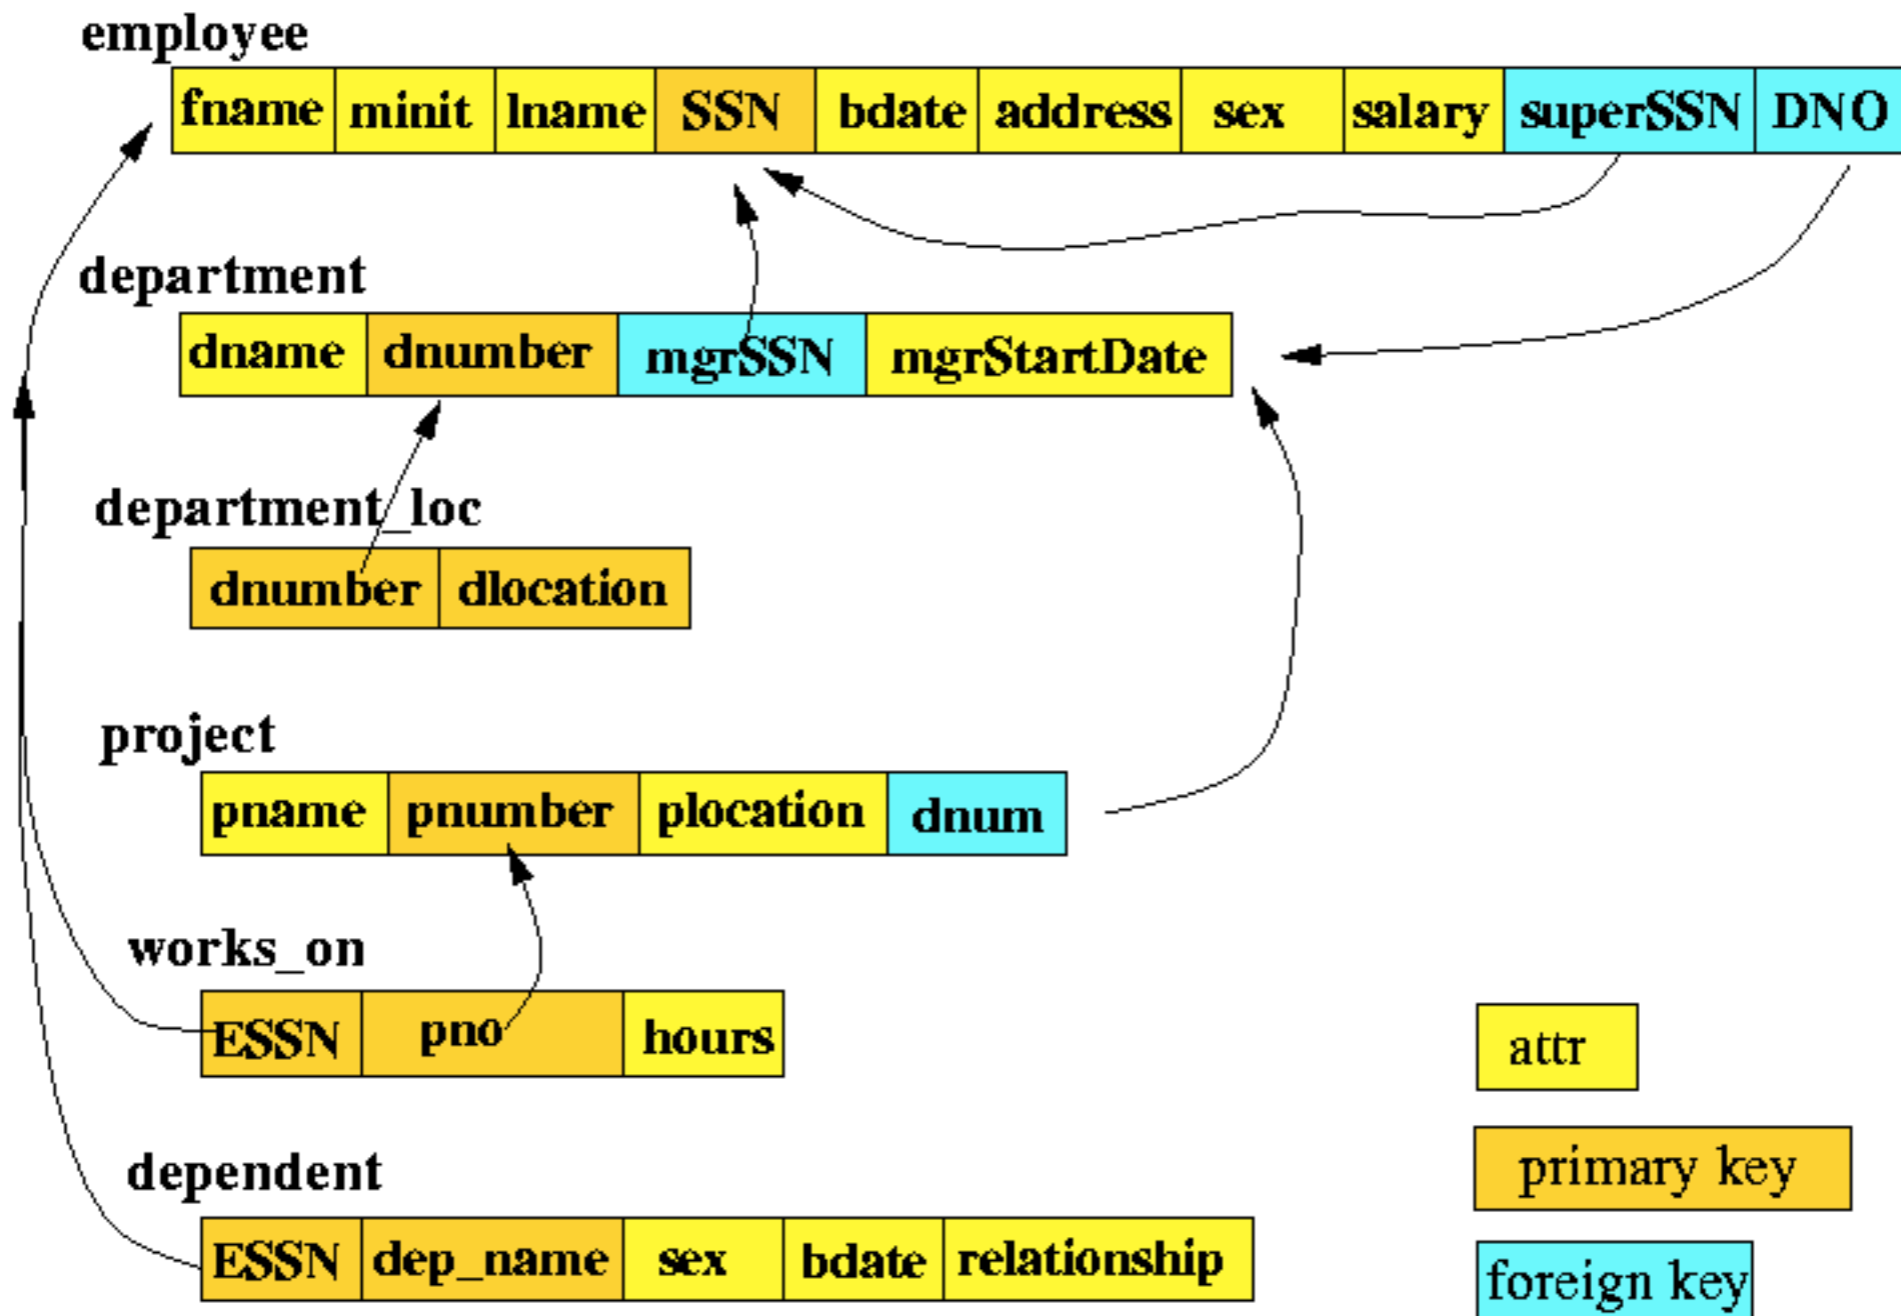 employee
fname minit lname SSN bdate address sex salary superSSN DNO
department
dname dnumber mgrSSN mgrStartDate
department_loc
dnumber dlocation
project
pname pnumber plocation dnum
works_on
ESSN pno hours
dependent
ESSN dep_name sex bdate relationship
attr
primary key
foreign key